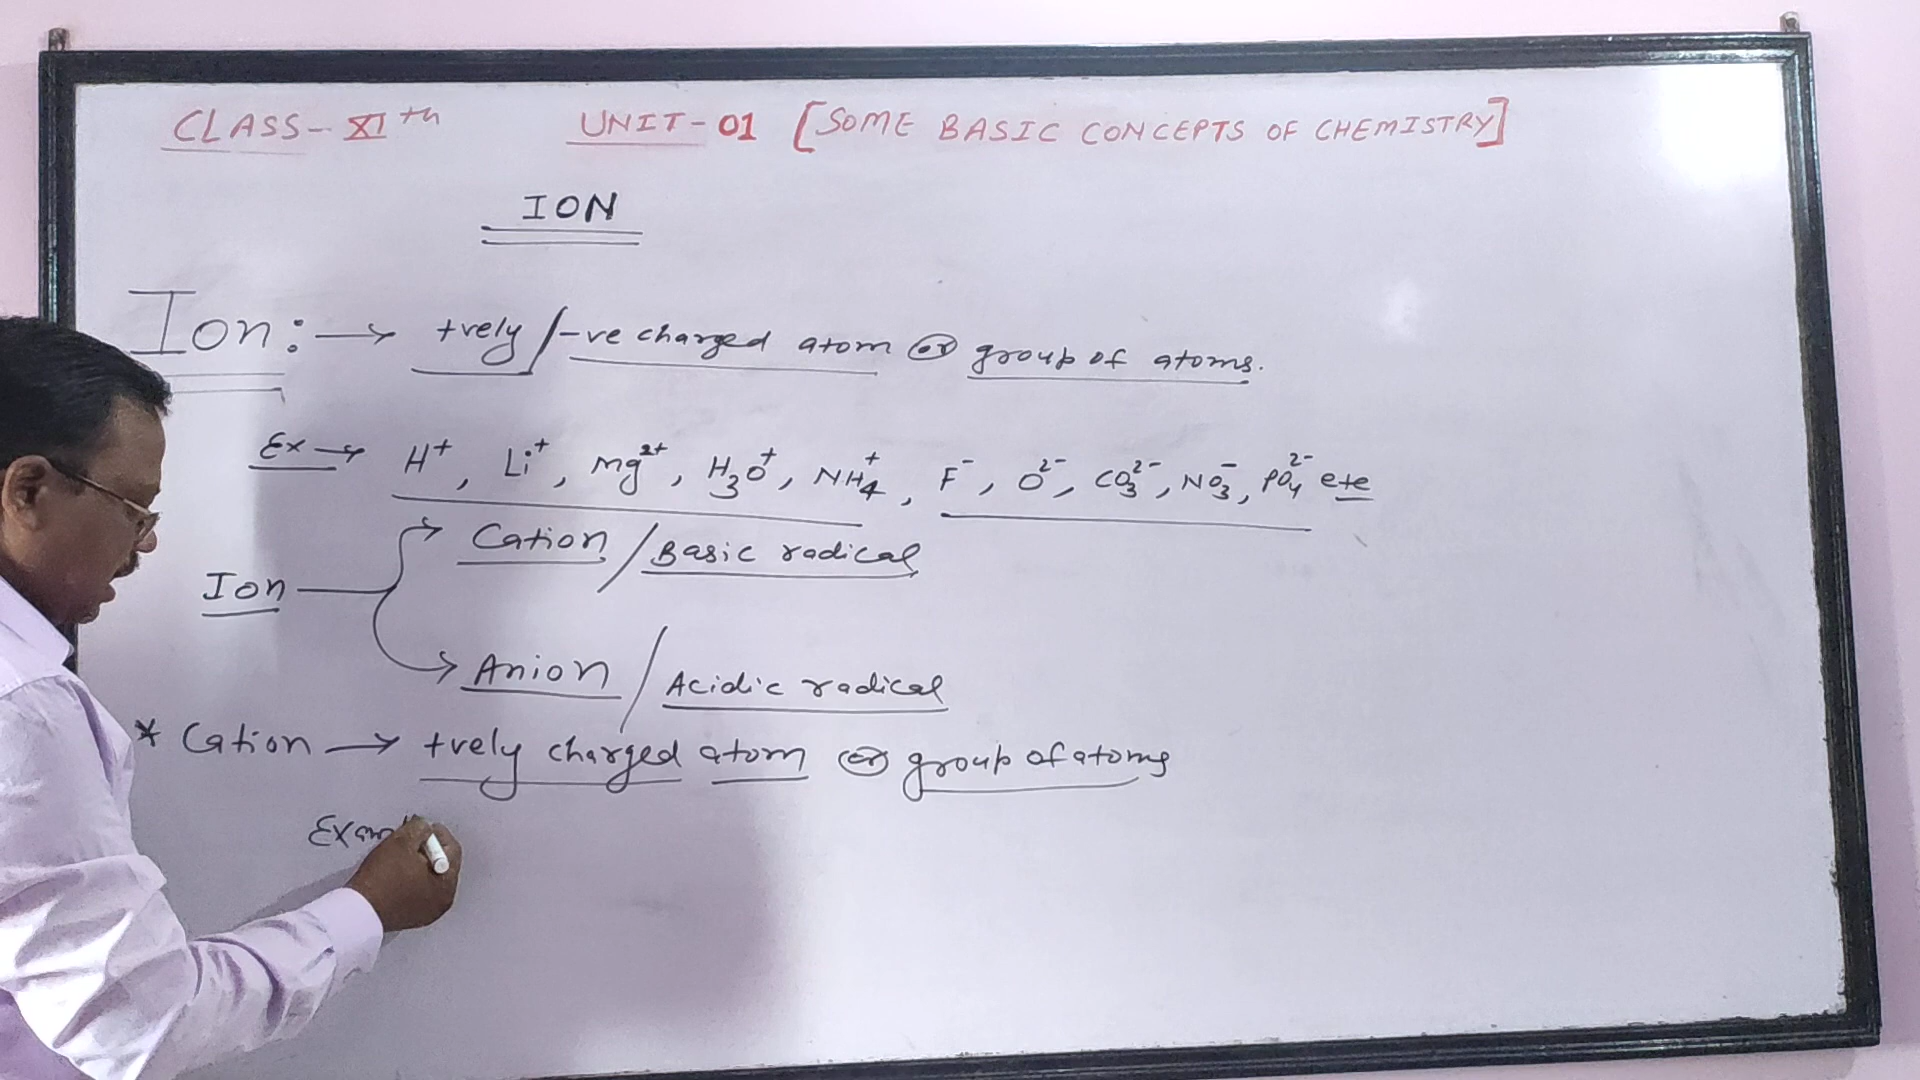 CLASS-XIth UNIT-01 [SOME BASIC CONCEPTS OF CHEMISTRY]
ION
Ion:→ +vely/-ve charged atom or group of atoms.
Ex→ H⁺, Li⁺, Mg²⁺, H₃O⁺, NH₄⁺, F⁻, O²⁻, CO₃²⁻, NO₃⁻, PO₄²⁻ etc
Cation/Basic radical
Ion
Anion/Acidic radical
* Cation → +vely charged atom or group of atoms